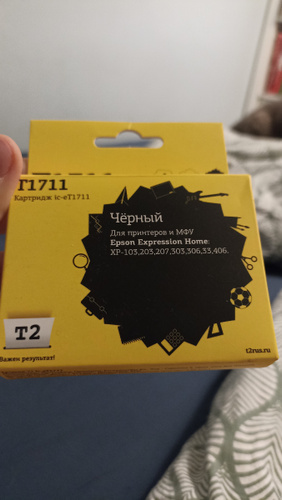 T1711
Картридж ic-eT1711
Чёрный
Для принтеров и МФУ
Epson Expression Home:
XP-103,203,207,303,306,33,406.
T2
Важен результат!
t2rus.ru